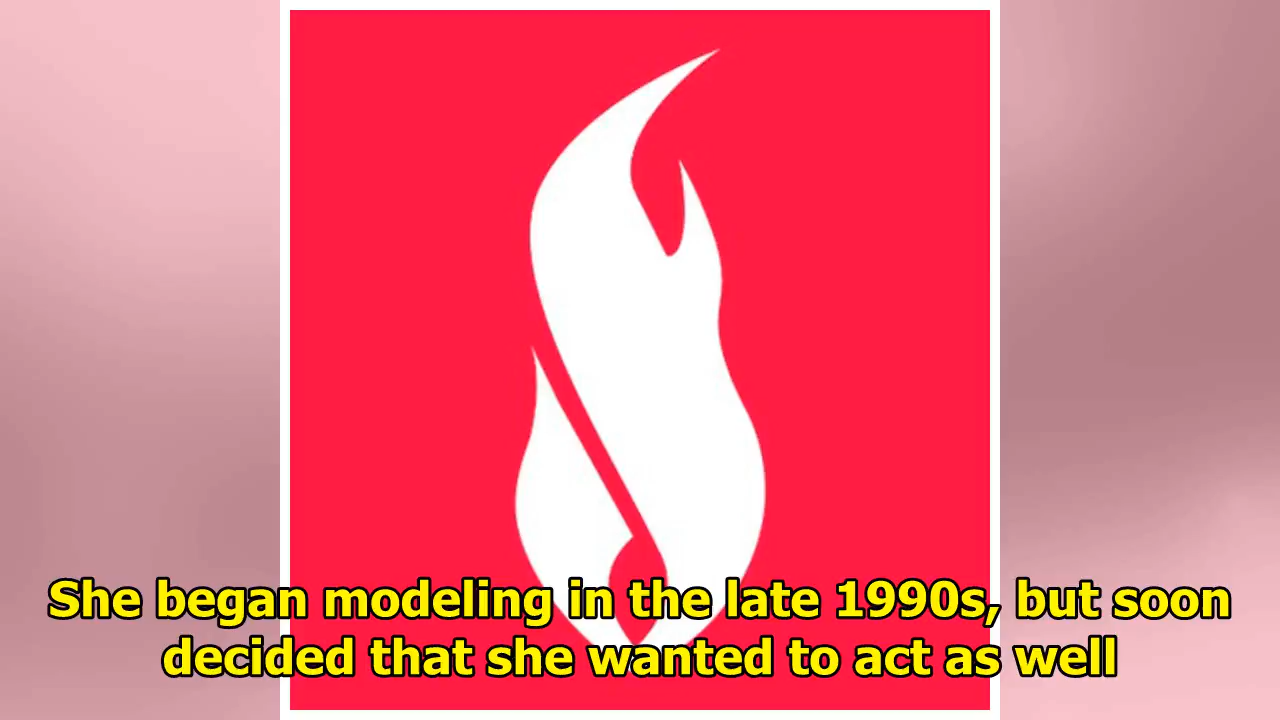 She began modeling in the late 1990s, but soon
decided that she wanted to act as well